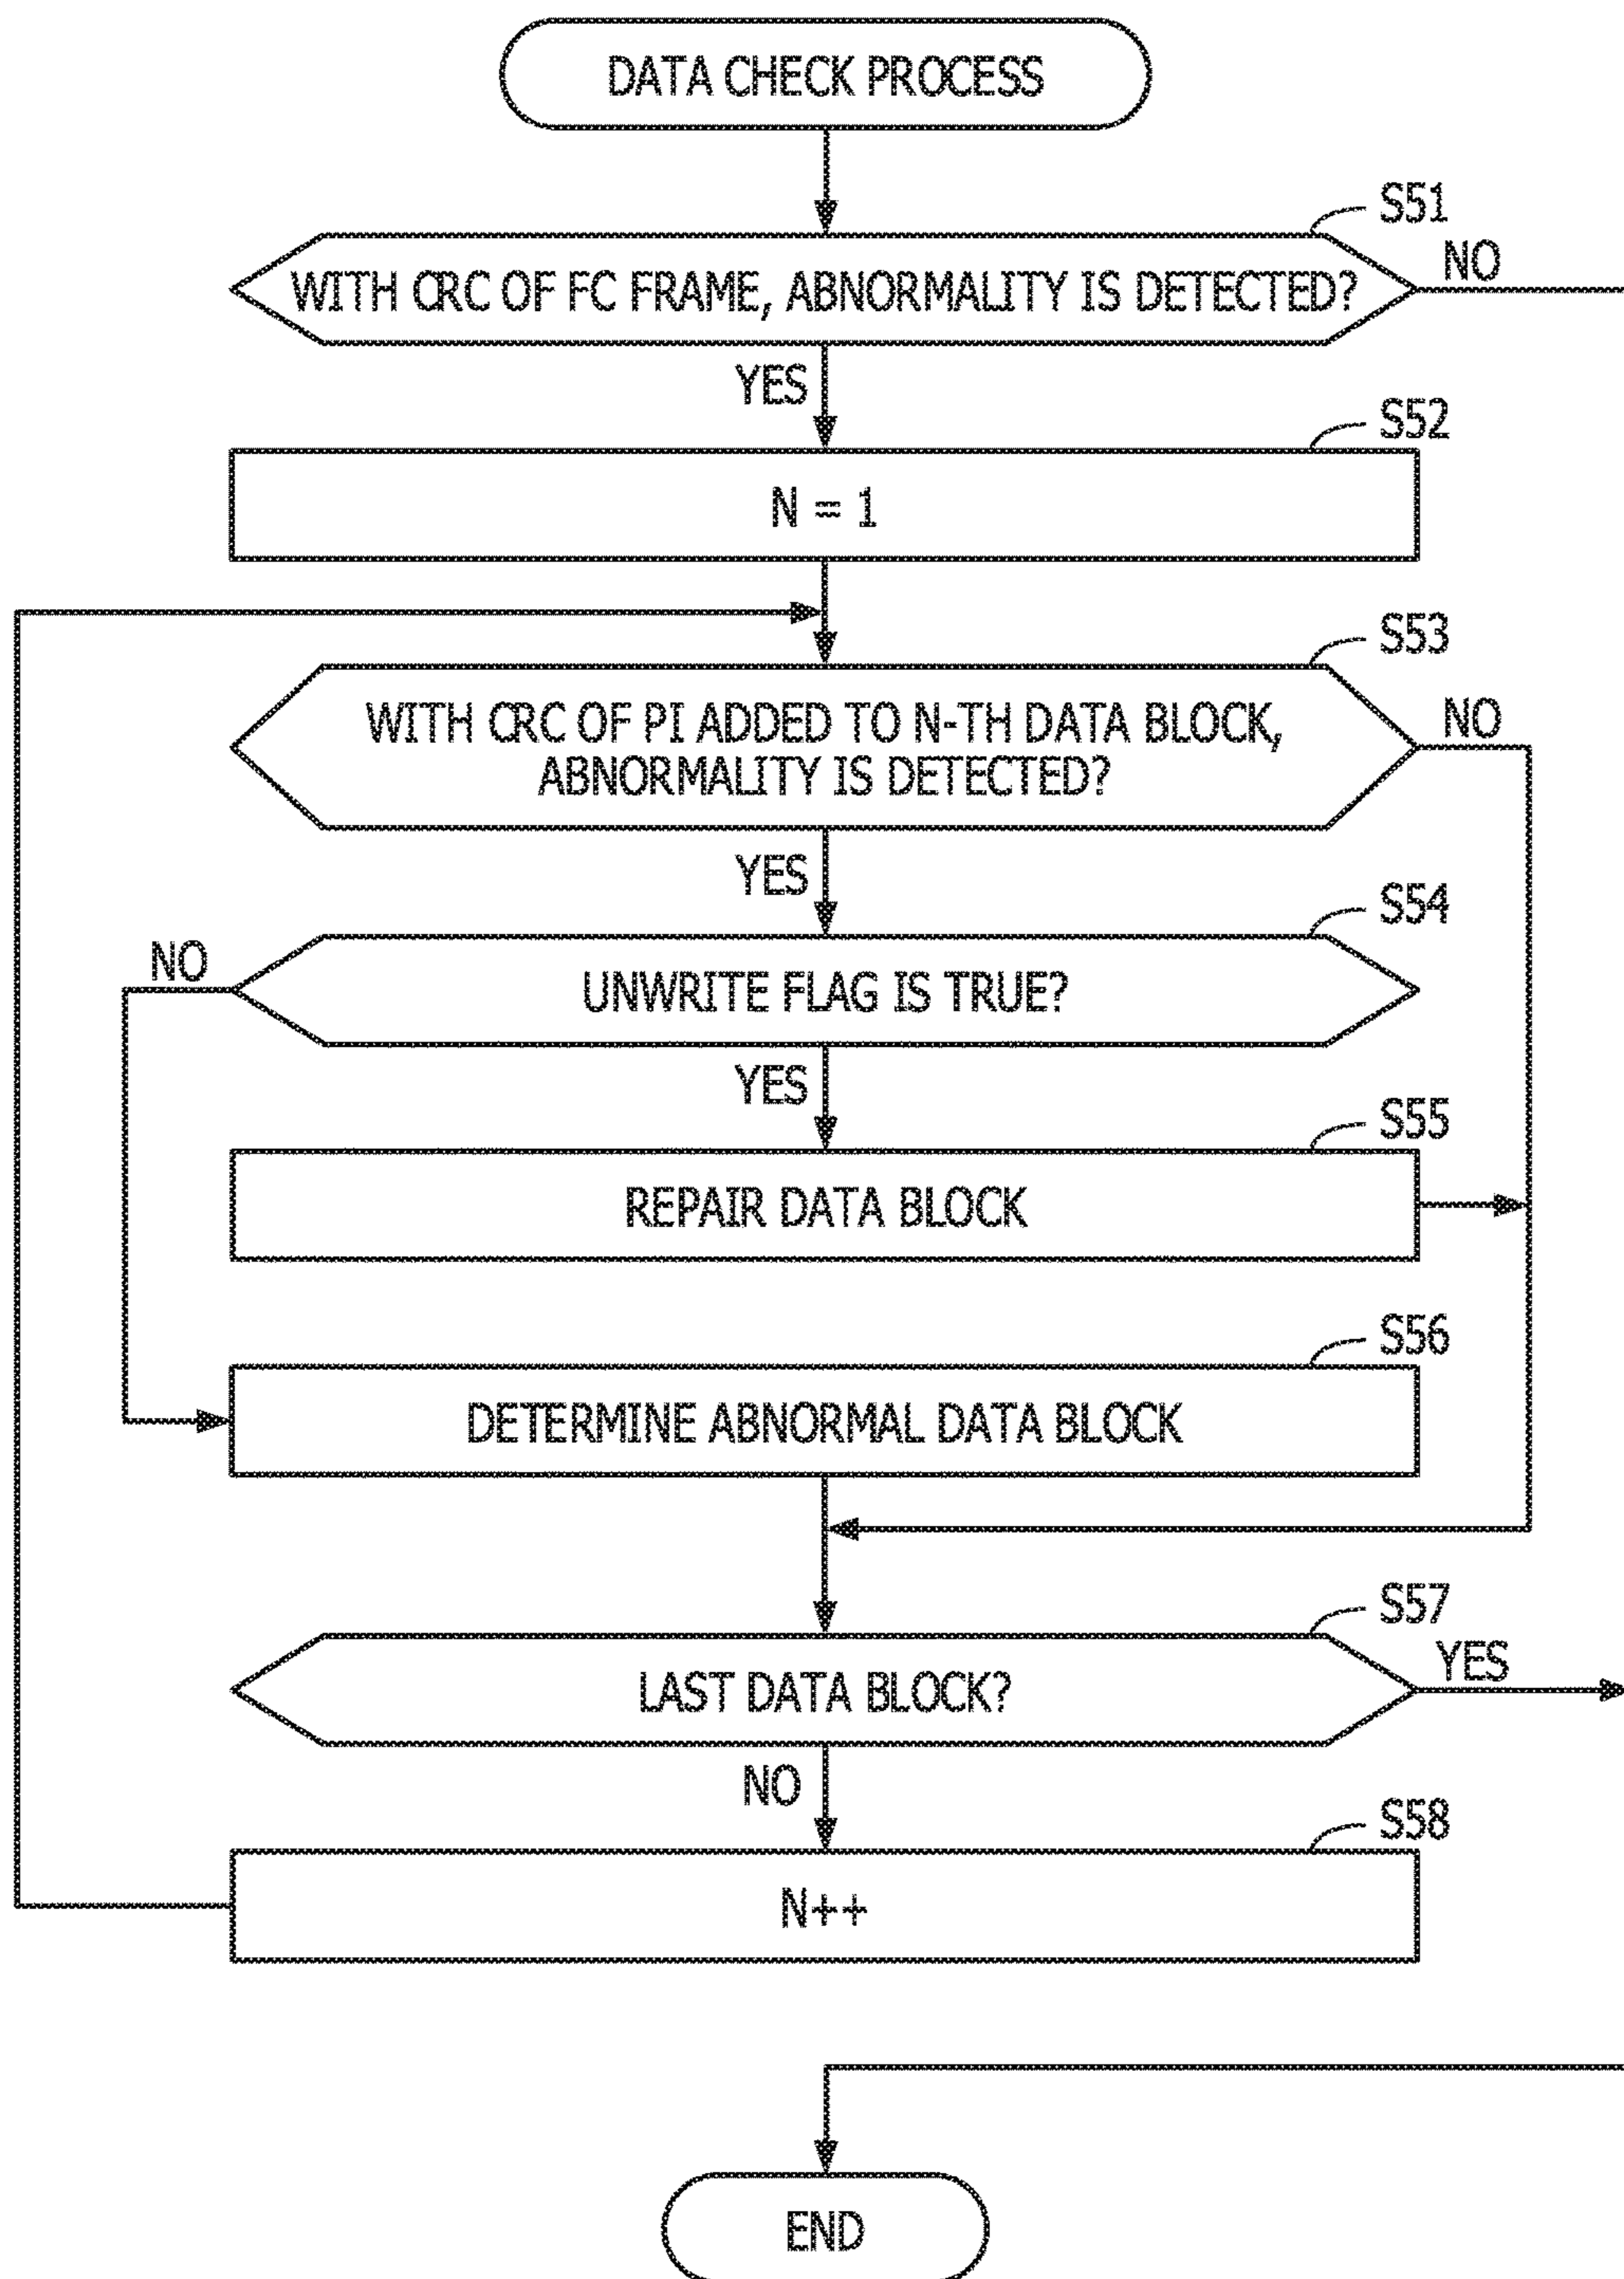 DATA CHECK PROCESS
S51
WITH CRC OF FC FRAME, ABNORMALITY IS DETECTED?
NO
YES
S52
N = 1
S53
WITH CRC OF PI ADDED TO N-TH DATA BLOCK,
ABNORMALITY IS DETECTED?
NO
YES
S54
NO
UNWRITE FLAG IS TRUE?
YES
S55
REPAIR DATA BLOCK
S56
DETERMINE ABNORMAL DATA BLOCK
S57
LAST DATA BLOCK?
YES
NO
S58
N++
END